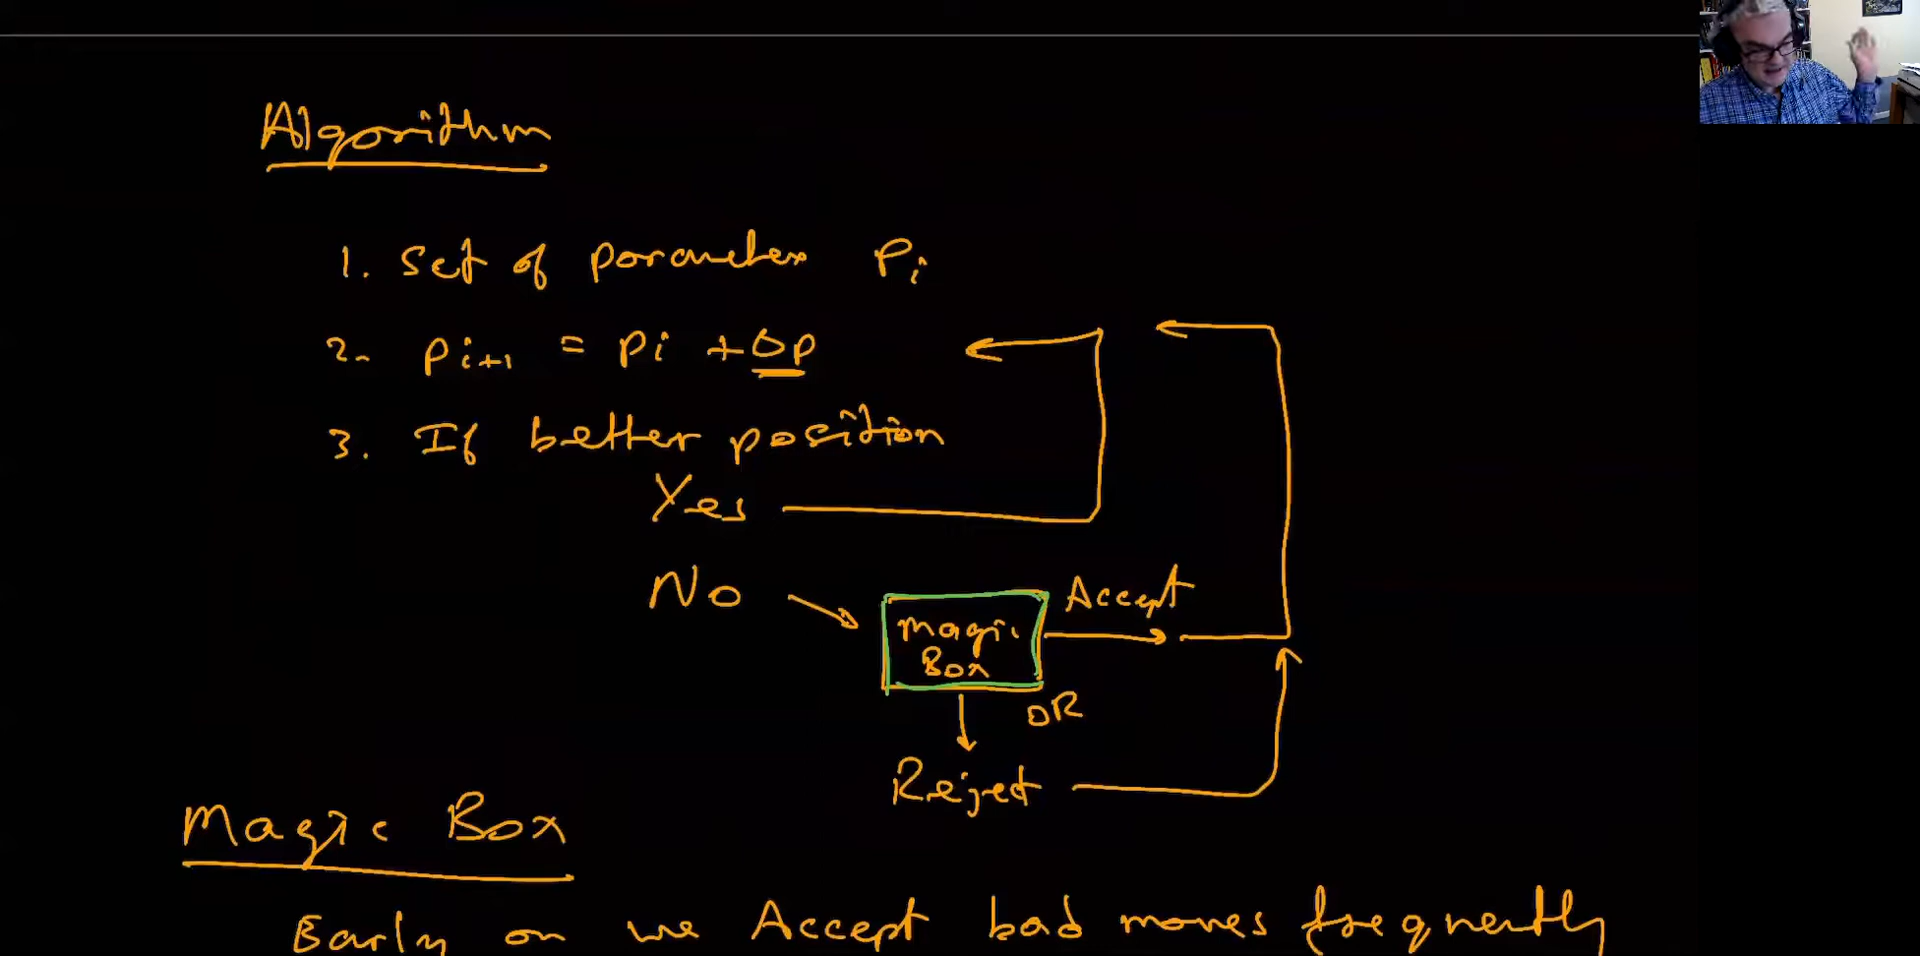 Algorithm
1. Set of parameters Pi
2. Pi+1 = Pi + Δp
3. If better position
Yes
No
Magic Box
Accept
OR
Reject
Magic Box
Early on we Accept bad moves frequently